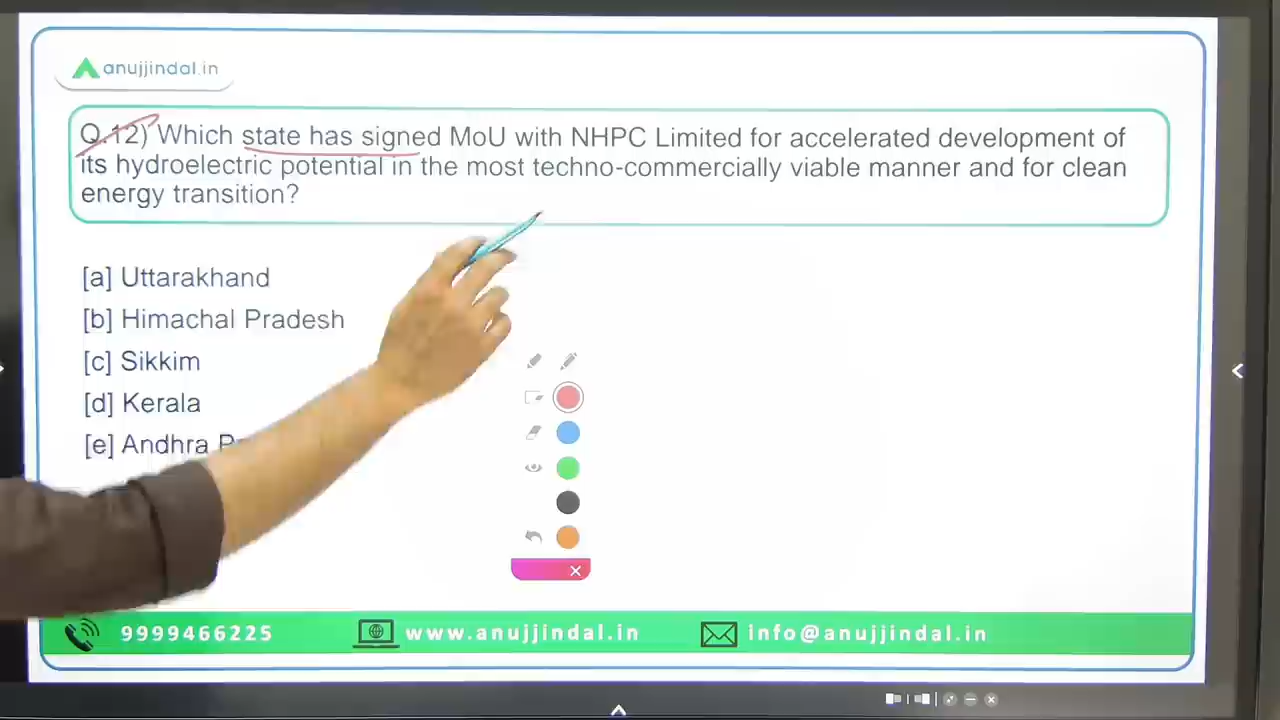 anujjindal.in
Q.12) Which state has signed MoU with NHPC Limited for accelerated development of
its hydroelectric potential in the most techno-commercially viable manner and for clean
energy transition?
[a] Uttarakhand
[b] Himachal Pradesh
[c] Sikkim
[d] Kerala
[e] Andhra
9999466225
www.anujjindal.in
info@anujjindal.in